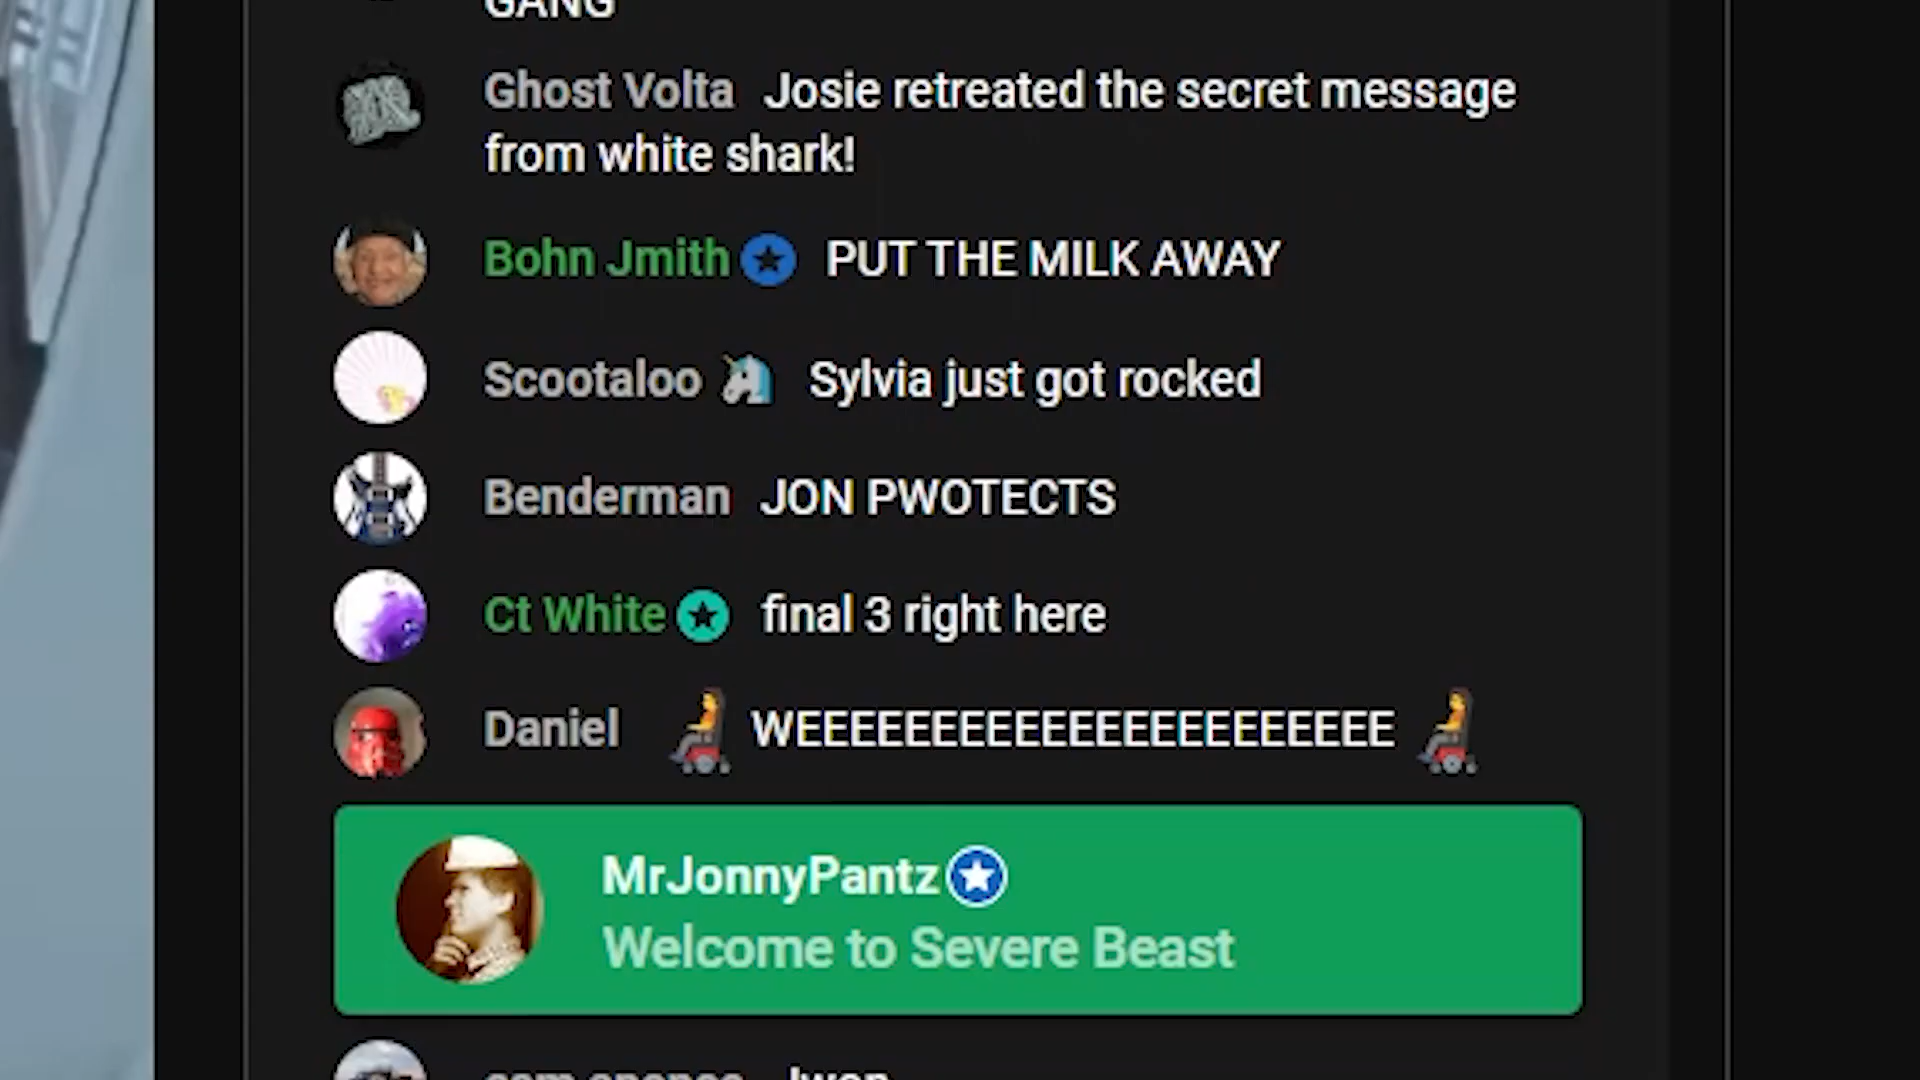 GANG
Ghost Volta Josie retreated the secret message
from white shark!
Bohn Jmith PUT THE MILK AWAY
Scootaloo Sylvia just got rocked
Benderman JON PWOTECTS
Ct White final 3 right here
Daniel WEEEEEEEEEEEEEEEEEEEEEEE
MrJonnyPantz
Welcome to Severe Beast